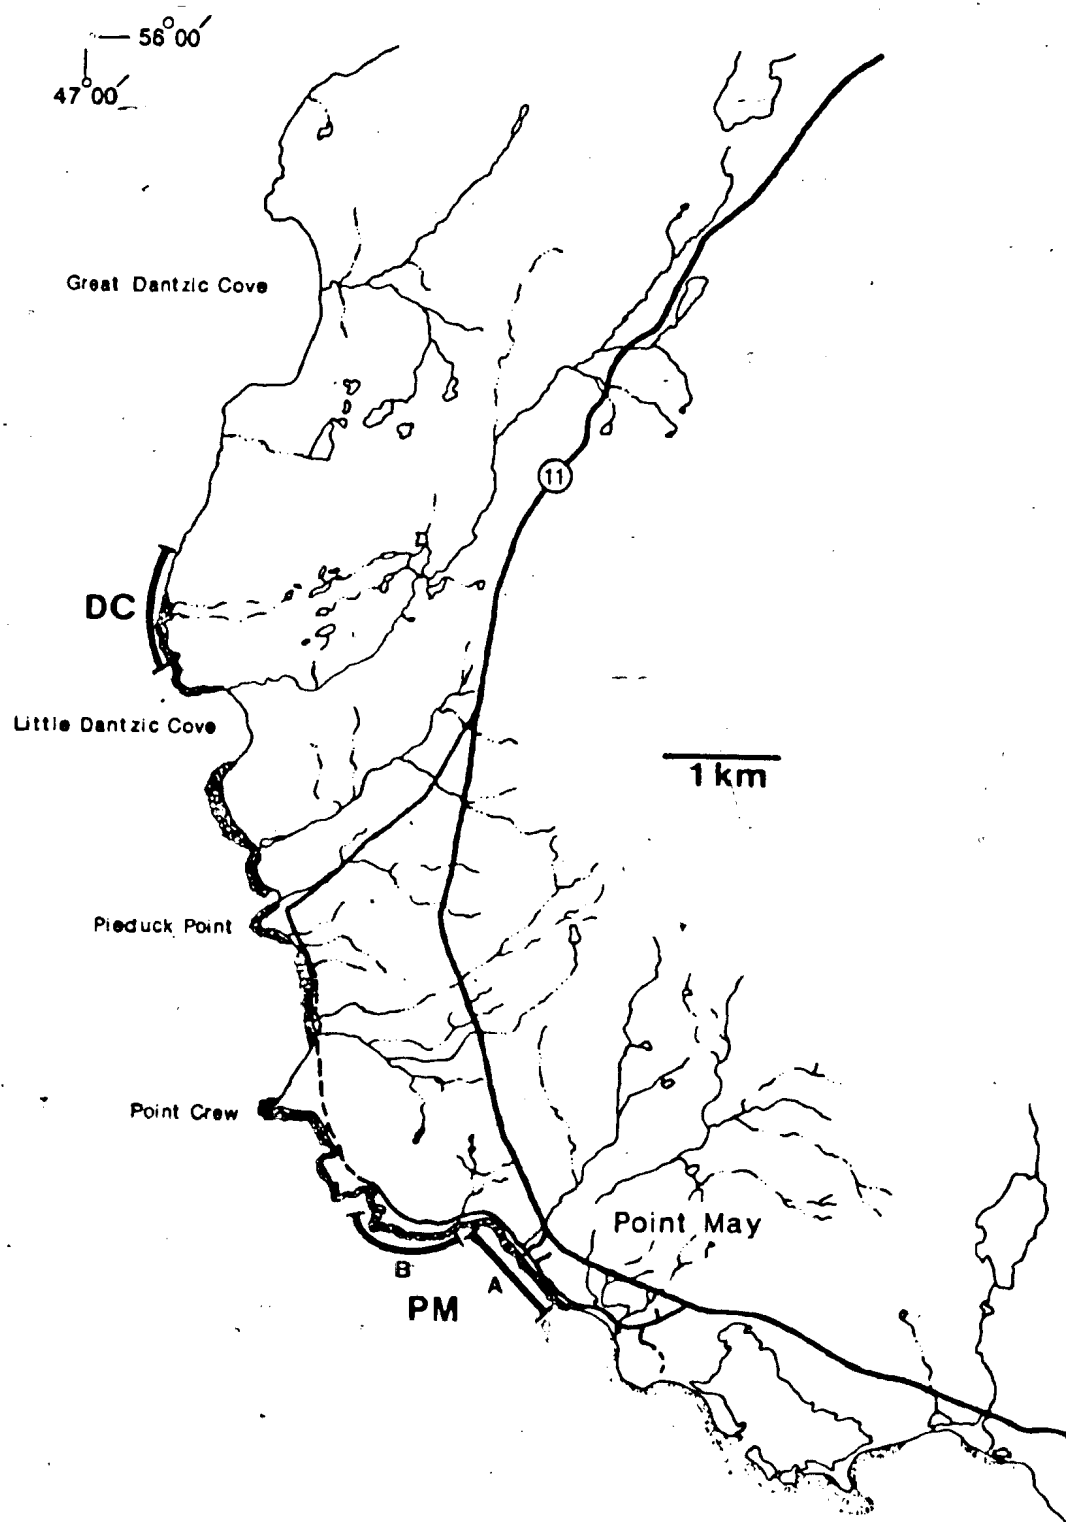 56°00′
47°00′
Great Dantzic Cove
11
DC
Little Dantzic Cove
1 km
Pieduck Point
Point Crew
Point May
B
A
PM